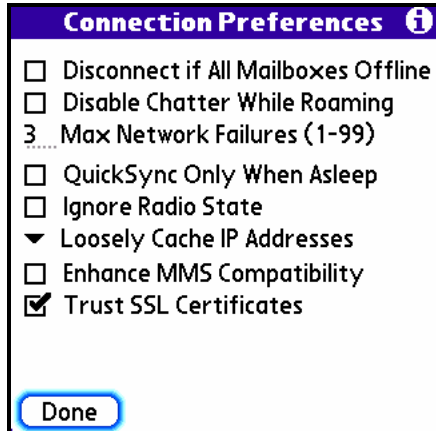 Connection Preferences i
Disconnect if All Mailboxes Offline
Disable Chatter While Roaming
3 Max Network Failures (1-99)
QuickSync Only When Asleep
Ignore Radio State
Loosely Cache IP Addresses
Enhance MMS Compatibility
Trust SSL Certificates
Done